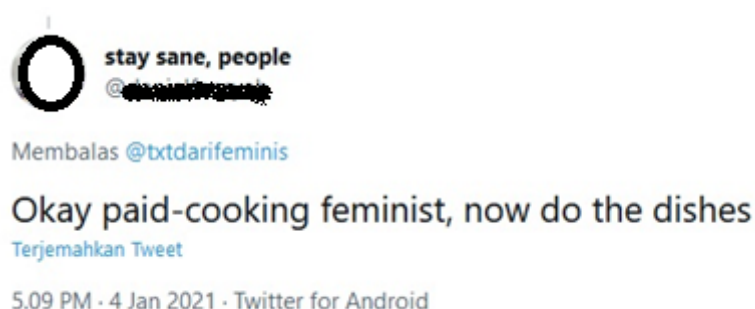 stay sane, people
@
Membalas @txtdarifeminis
Okay paid-cooking feminist, now do the dishes
Terjemahkan Tweet
5.09 PM · 4 Jan 2021 · Twitter for Android